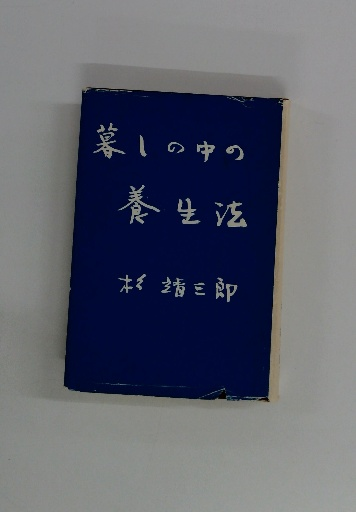 暮しの中の
養生法
杉靖三郎